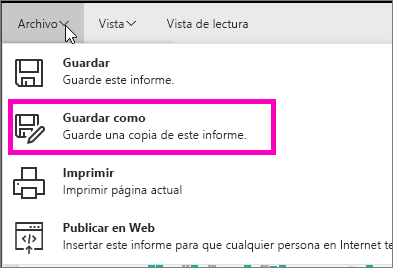 Archivo Vista Vista de lectura
Guardar
Guarde este informe.
Guardar como
Guarde una copia de este informe.
Imprimir
Imprimir página actual
Publicar en Web
Insertar este informe para que cualquier persona en Internet te